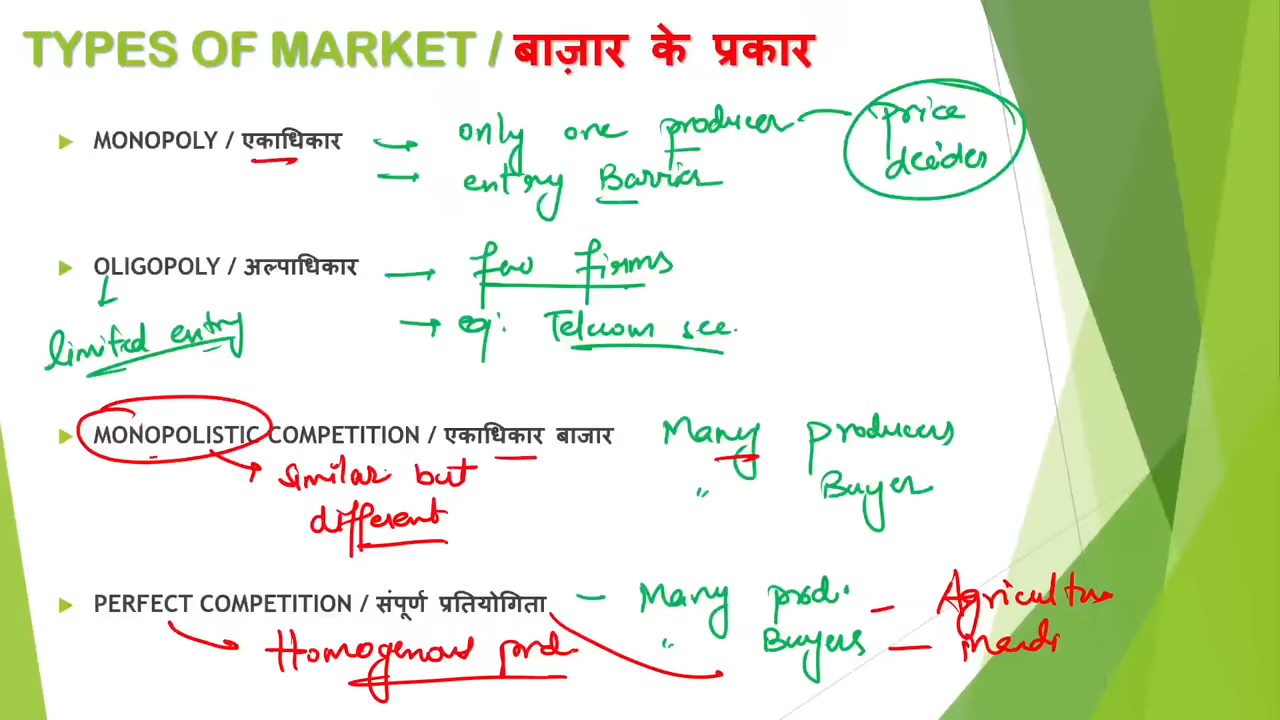 TYPES OF MARKET / बाज़ार के प्रकार
MONOPOLY / एकाधिकार → only one producer — price decider
→ entry Barrier
OLIGOPOLY / अल्पाधिकार → few firms
limited entry → eg: Telecom sec.
MONOPOLISTIC COMPETITION / एकाधिकार बाजार Many producers
similar but " Buyer
different
PERFECT COMPETITION / संपूर्ण प्रतियोगिता – Many prod. – Agriculture
Homogenous prod. " Buyers –